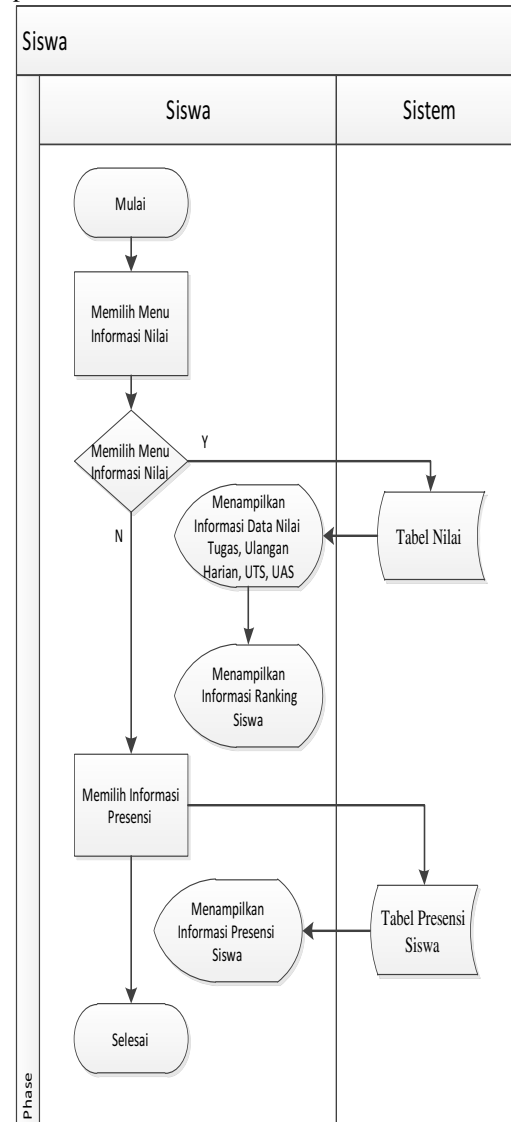 Siswa
Siswa
Sistem
Mulai
Memilih Menu
Informasi Nilai
Memilih Menu
Informasi Nilai
Y
N
Menampilkan
Informasi Data Nilai
Tugas, Ulangan
Harian, UTS, UAS
Tabel Nilai
Menampilkan
Informasi Ranking
Siswa
Memilih Informasi
Presensi
Menampilkan
Informasi Presensi
Siswa
Tabel Presensi
Siswa
Selesai
Phase